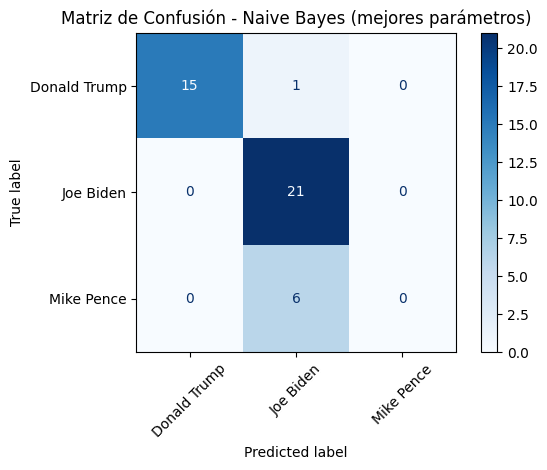 Matriz de Confusión - Naive Bayes (mejores parámetros)
Donald Trump 15 1 0
Joe Biden 0 21 0
Mike Pence 0 6 0
True label
Donald Trump Joe Biden Mike Pence
Predicted label
20.0
17.5
15.0
12.5
10.0
7.5
5.0
2.5
0.0